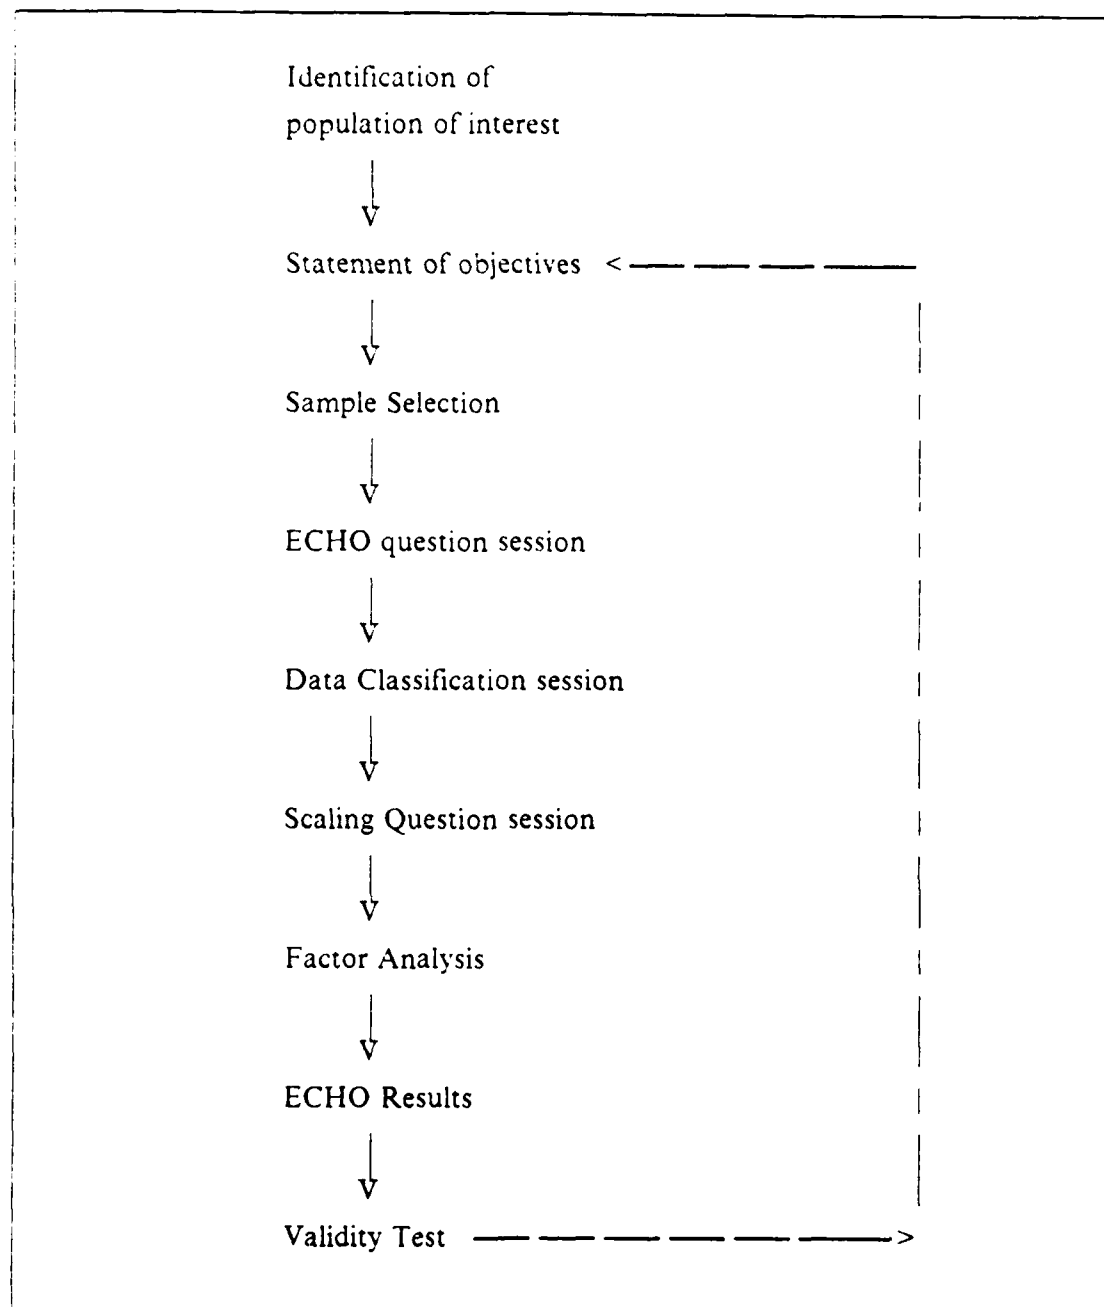 Identification of
population of interest
Statement of objectives
Sample Selection
ECHO question session
Data Classification session
Scaling Question session
Factor Analysis
ECHO Results
Validity Test